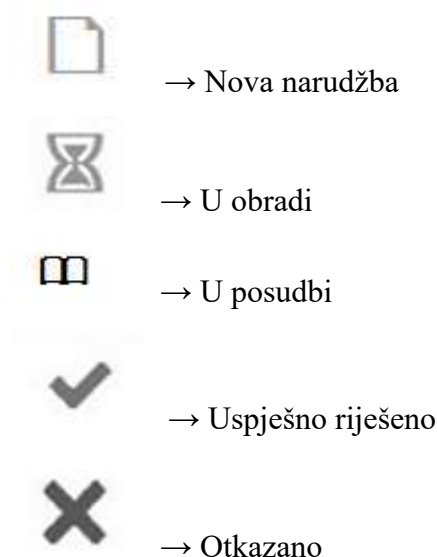 → Nova narudžba
→ U obradi
→ U posudbi
→ Uspješno riješeno
→ Otkazano